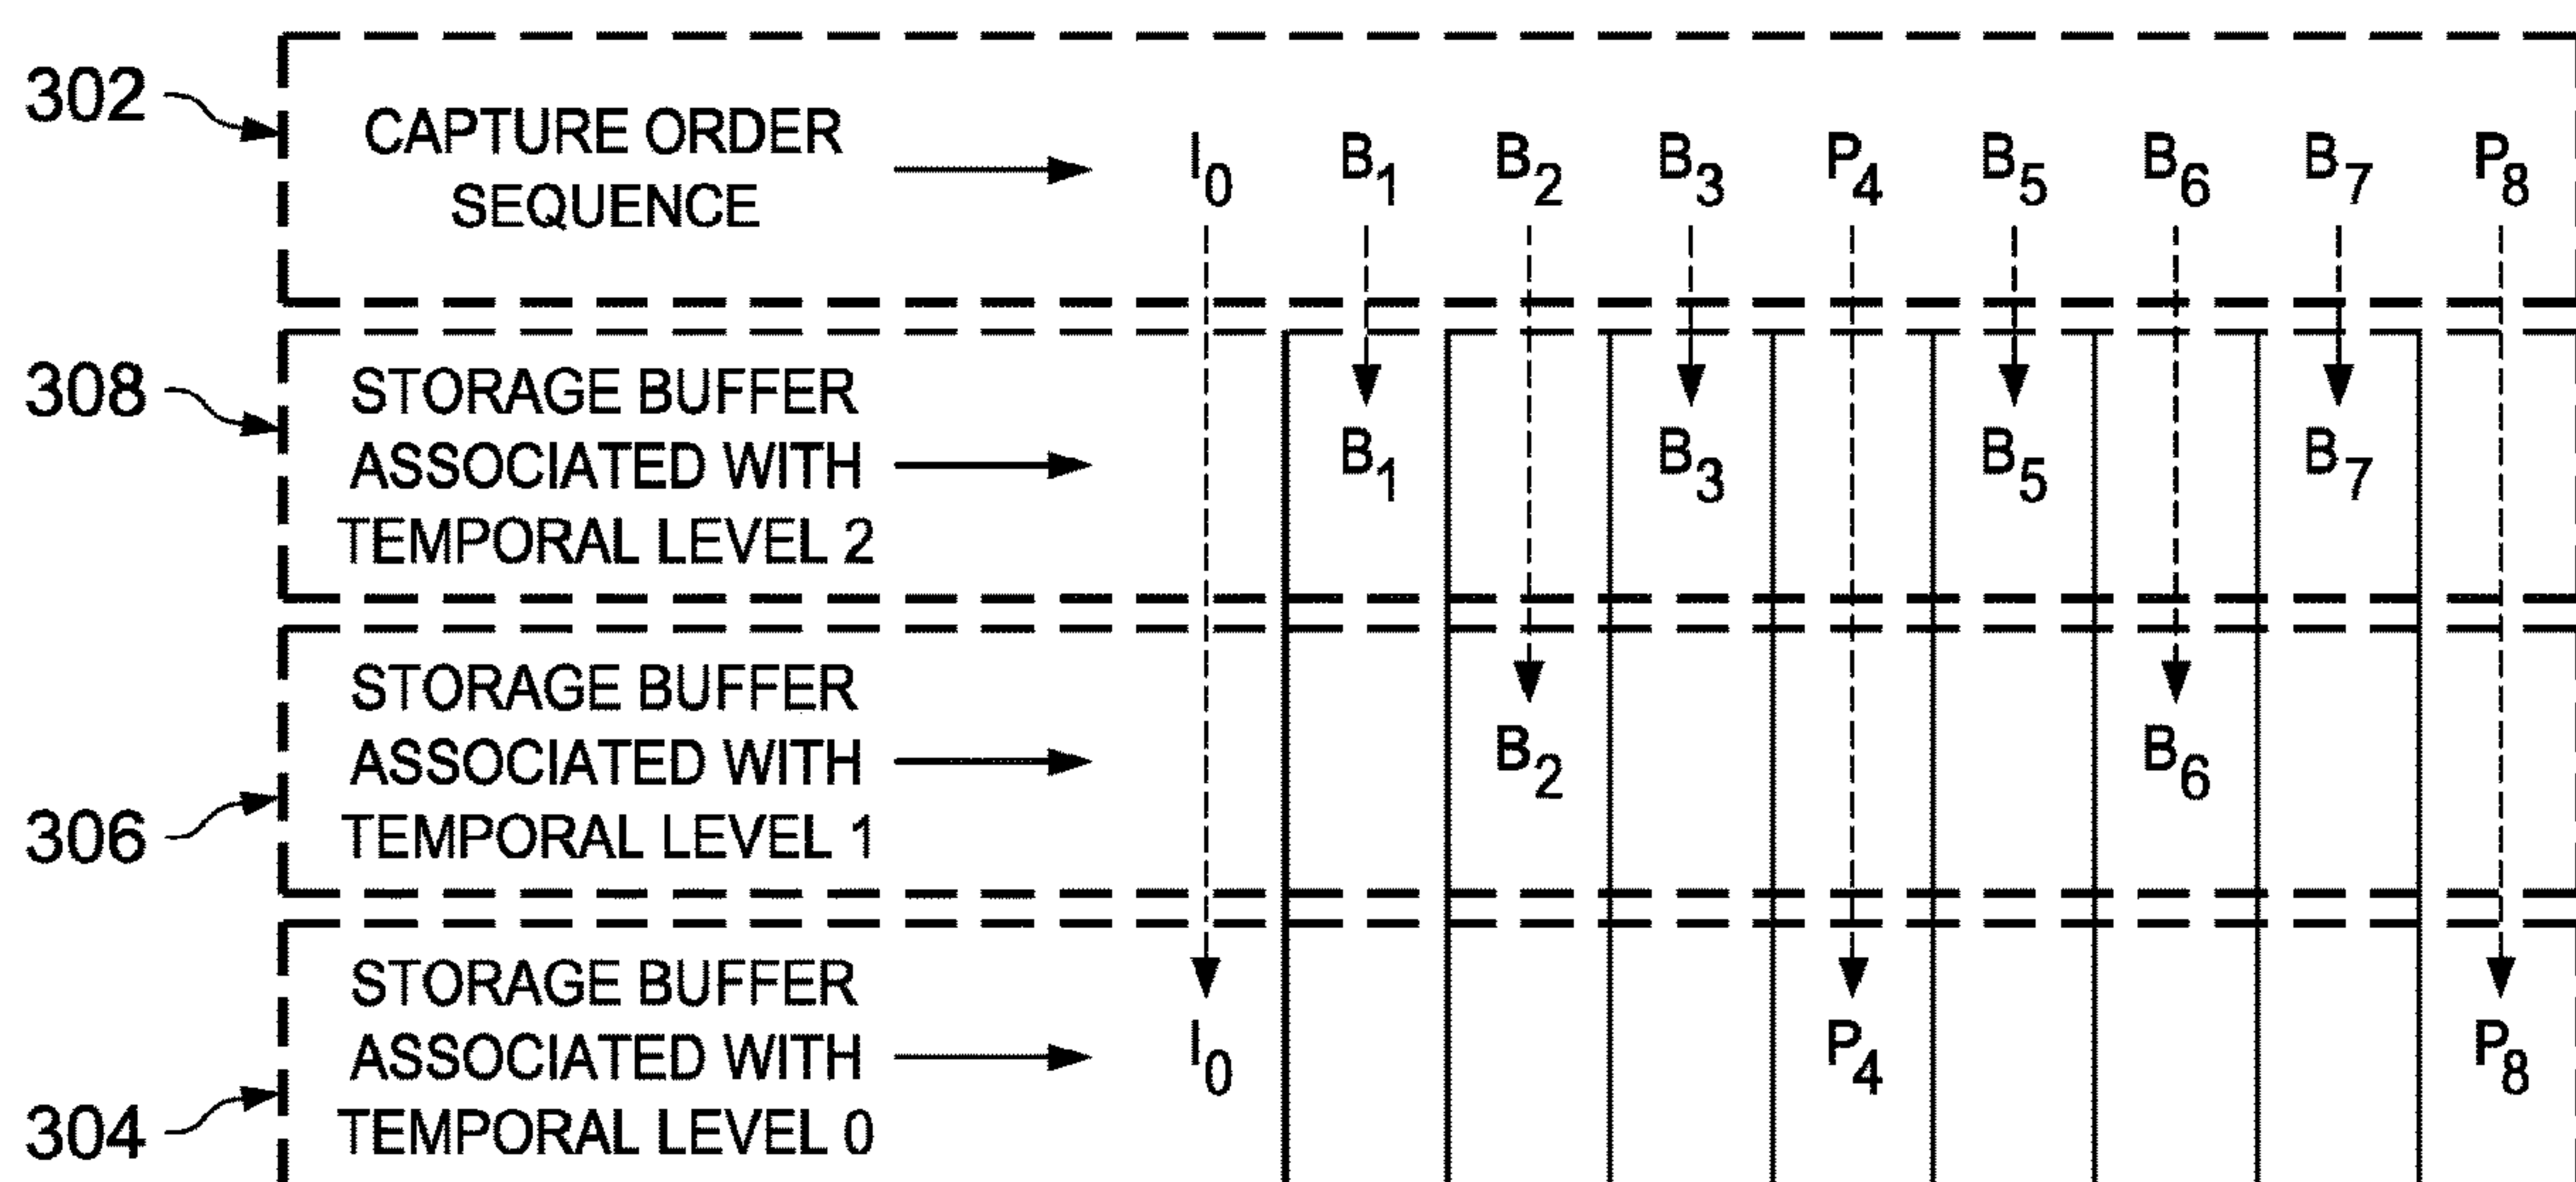 302
CAPTURE ORDER
SEQUENCE
I0 B1 B2 B3 P4 B5 B6 B7 P8
308
STORAGE BUFFER
ASSOCIATED WITH
TEMPORAL LEVEL 2
B1 B3 B5 B7
306
STORAGE BUFFER
ASSOCIATED WITH
TEMPORAL LEVEL 1
B2 B6
304
STORAGE BUFFER
ASSOCIATED WITH
TEMPORAL LEVEL 0
I0 P4 P8